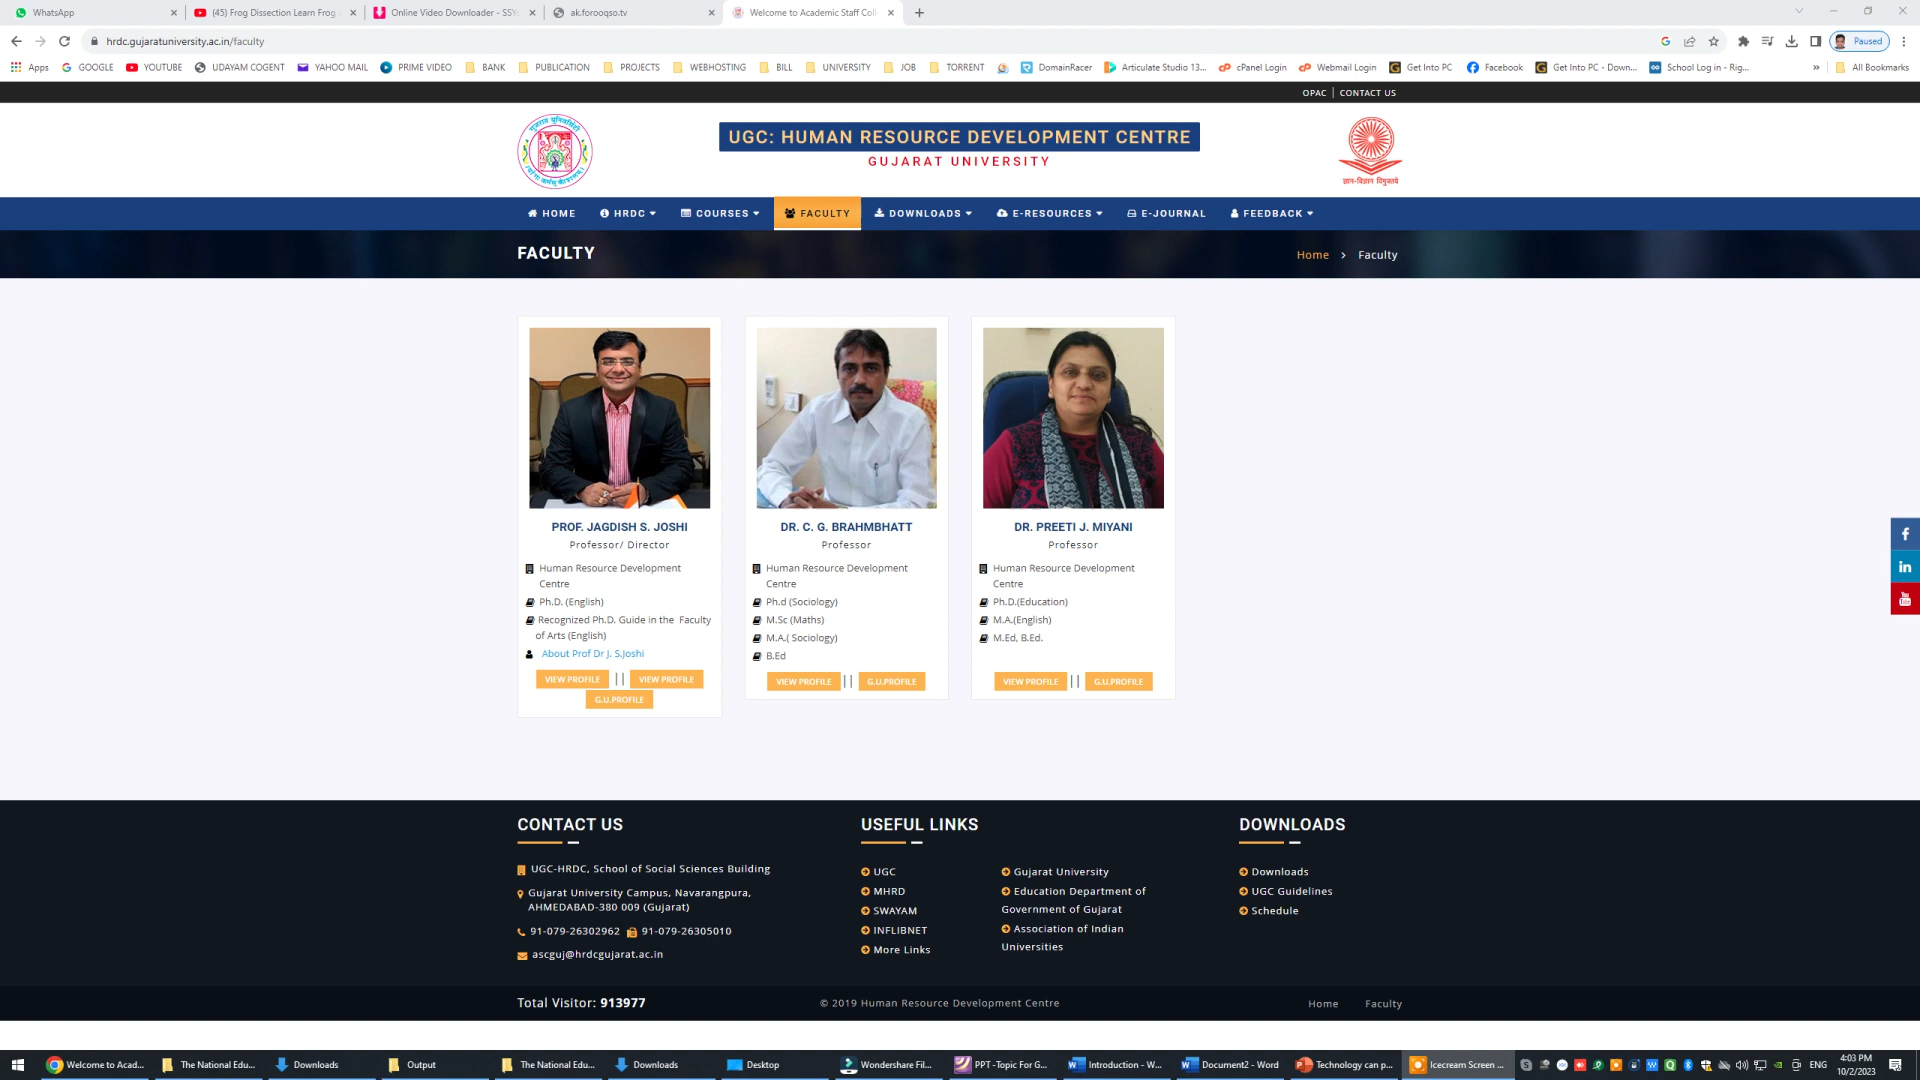 WhatsApp
(45) Frog Dissection Learn Frog
Online Video Downloader - SSY
ak.forooqso.tv
Welcome to Academic Staff Coll
hrdc.gujaratuniversity.ac.in/faculty
Paused
Apps GOOGLE YOUTUBE UDAYAM COGENT YAHOO MAIL PRIME VIDEO BANK PUBLICATION PROJECTS WEBHOSTING BILL UNIVERSITY JOB TORRENT DomainRacer Articulate Studio 13... cPanel Login Webmail Login Get Into PC Facebook Get Into PC - Down... School Log in - Rig... » All Bookmarks
OPAC | CONTACT US
UGC: HUMAN RESOURCE DEVELOPMENT CENTRE
GUJARAT UNIVERSITY
ज्ञान-विज्ञान विमुक्तये
HOME HRDC COURSES FACULTY DOWNLOADS E-RESOURCES E-JOURNAL FEEDBACK
FACULTY
Home > Faculty
PROF. JAGDISH S. JOSHI
Professor/ Director
Human Resource Development
Centre
Ph.D. (English)
Recognized Ph.D. Guide in the Faculty
of Arts (English)
About Prof Dr J. S.Joshi
VIEW PROFILE || VIEW PROFILE
G.U.PROFILE
DR. C. G. BRAHMBHATT
Professor
Human Resource Development
Centre
Ph.d (Sociology)
M.Sc (Maths)
M.A.( Sociology)
B.Ed
VIEW PROFILE || G.U.PROFILE
DR. PREETI J. MIYANI
Professor
Human Resource Development
Centre
Ph.D.(Education)
M.A.(English)
M.Ed, B.Ed.
VIEW PROFILE || G.U.PROFILE
CONTACT US
UGC-HRDC, School of Social Sciences Building
Gujarat University Campus, Navarangpura,
AHMEDABAD-380 009 (Gujarat)
91-079-26302962 91-079-26305010
ascguj@hrdcgujarat.ac.in
USEFUL LINKS
UGC
MHRD
SWAYAM
INFLIBNET
More Links
Gujarat University
Education Department of
Government of Gujarat
Association of Indian
Universities
DOWNLOADS
Downloads
UGC Guidelines
Schedule
Total Visitor: 913977
© 2019 Human Resource Development Centre
Home Faculty
Welcome to Acad... The National Edu... Downloads Output The National Edu... Downloads Desktop Wondershare Fil... PPT -Topic For G... Introduction - W... Document2 - Word Technology can p... Icecream Screen ... ENG
4:03 PM
10/2/2023